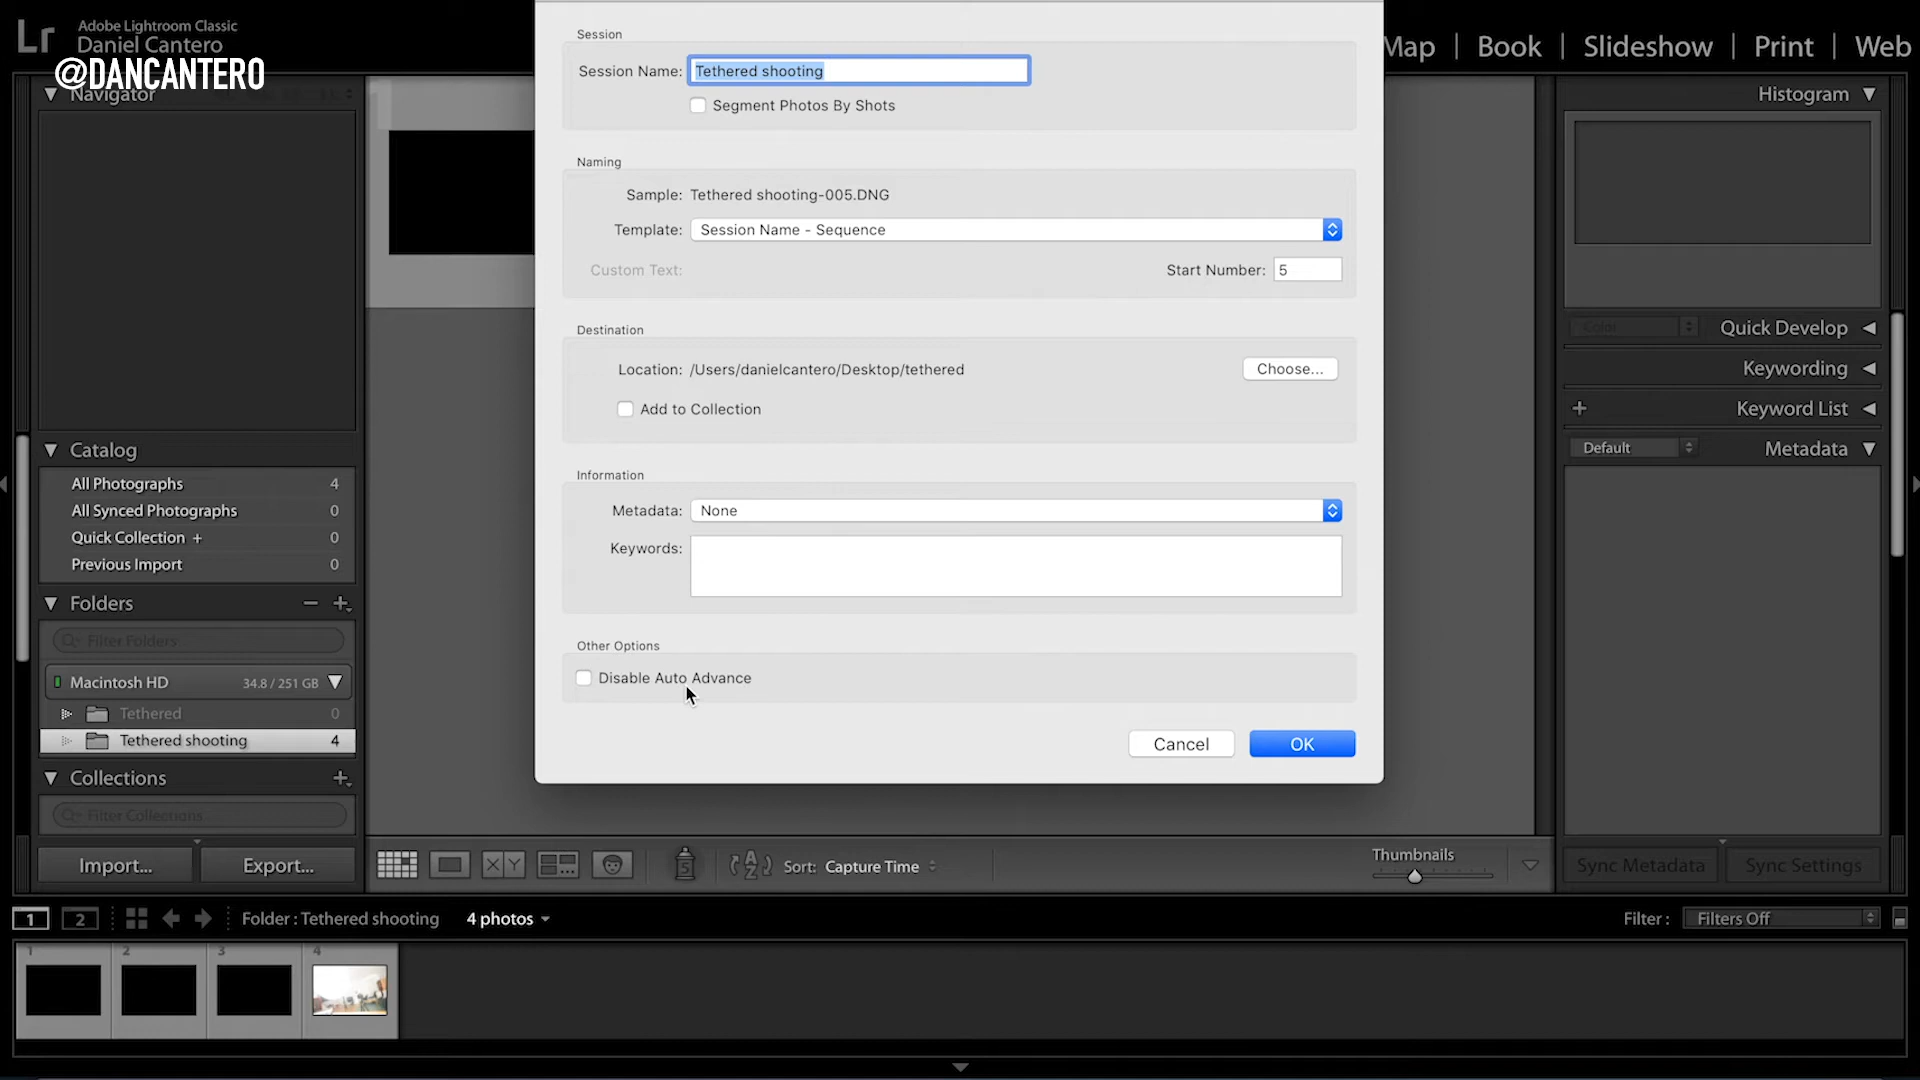 Lr
Adobe Lightroom Classic
Daniel Cantero
@DANCANTERO
Map | Book | Slideshow | Print | Web
Navigator
Session
Session Name: Tethered shooting
Segment Photos By Shots
Naming
Sample: Tethered shooting-005.DNG
Template: Session Name - Sequence
Custom Text:
Start Number: 5
Destination
Location: /Users/danielcantero/Desktop/tethered
Choose...
Add to Collection
Information
Metadata: None
Keywords:
Other Options
Disable Auto Advance
Cancel
OK
Catalog
All Photographs 4
All Synced Photographs 0
Quick Collection + 0
Previous Import 0
Folders
Filter Folders
Macintosh HD 34.8 / 251 GB
Tethered 0
Tethered shooting 4
Collections
Filter Collections
Import...
Export...
Histogram
Color
Quick Develop
Keywording
Keyword List
Default
Metadata
X Y
Sort: Capture Time
Thumbnails
Sync Metadata
Sync Settings
1
2
Folder : Tethered shooting
4 photos
Filter :
Filters Off
1
2
3
4